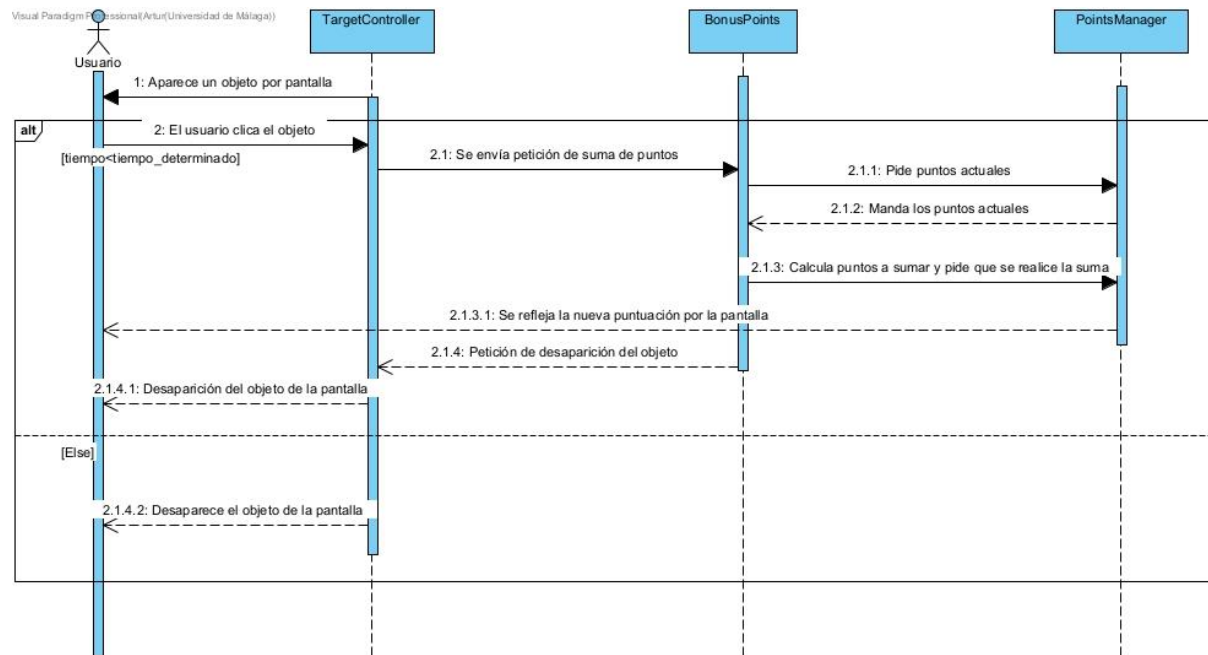 Visual Paradigm Professional(Artur(Universidad de Málaga))
TargetController
BonusPoints
PointsManager
Usuario
1: Aparece un objeto por pantalla
alt
2: El usuario clica el objeto
[tiempo<tiempo_determinado]
2.1: Se envía petición de suma de puntos
2.1.1: Pide puntos actuales
2.1.2: Manda los puntos actuales
2.1.3: Calcula puntos a sumar y pide que se realice la suma
2.1.3.1: Se refleja la nueva puntuación por la pantalla
2.1.4: Petición de desaparición del objeto
2.1.4.1: Desaparición del objeto de la pantalla
[Else]
2.1.4.2: Desaparece el objeto de la pantalla